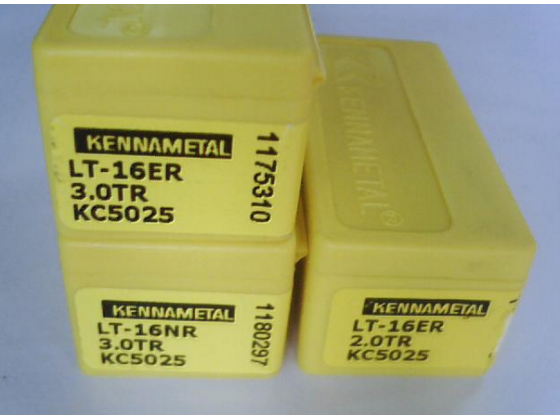 KENNAMETAL
LT-16ER
3.0TR
KC5025
1175310
KENNAMETAL
LT-16NR
3.0TR
KC5025
1180297
KENNAMETAL®
KENNAMETAL
LT-16ER
2.0TR
KC5025